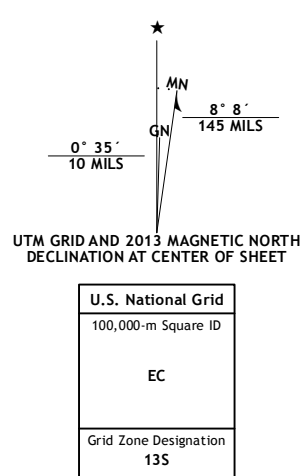 ★
MN
GN
8° 8´
145 MILS
0° 35´
10 MILS
UTM GRID AND 2013 MAGNETIC NORTH
DECLINATION AT CENTER OF SHEET
U.S. National Grid
100,000-m Square ID
EC
Grid Zone Designation
13S